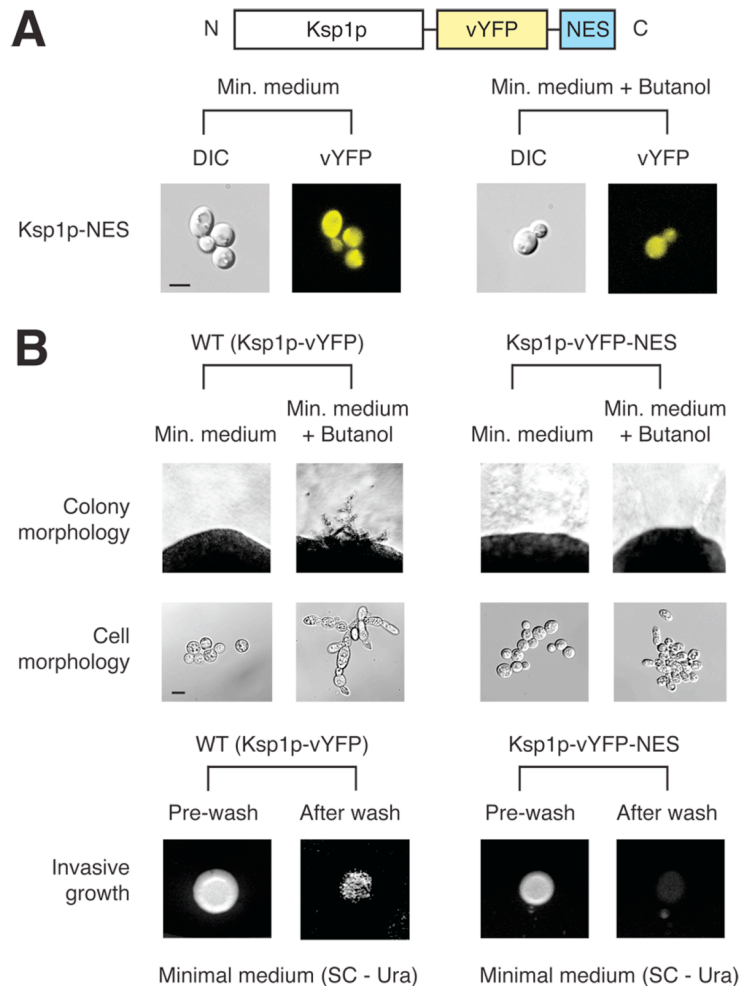 A
N Ksp1p vYFP NES C
Min. medium Min. medium + Butanol
DIC vYFP DIC vYFP
Ksp1p-NES
B
WT (Ksp1p-vYFP) Ksp1p-vYFP-NES
Min. medium Min. medium
+ Butanol Min. medium Min. medium
+ Butanol
Colony
morphology
Cell
morphology
WT (Ksp1p-vYFP) Ksp1p-vYFP-NES
Pre-wash After wash Pre-wash After wash
Invasive
growth
Minimal medium (SC - Ura) Minimal medium (SC - Ura)